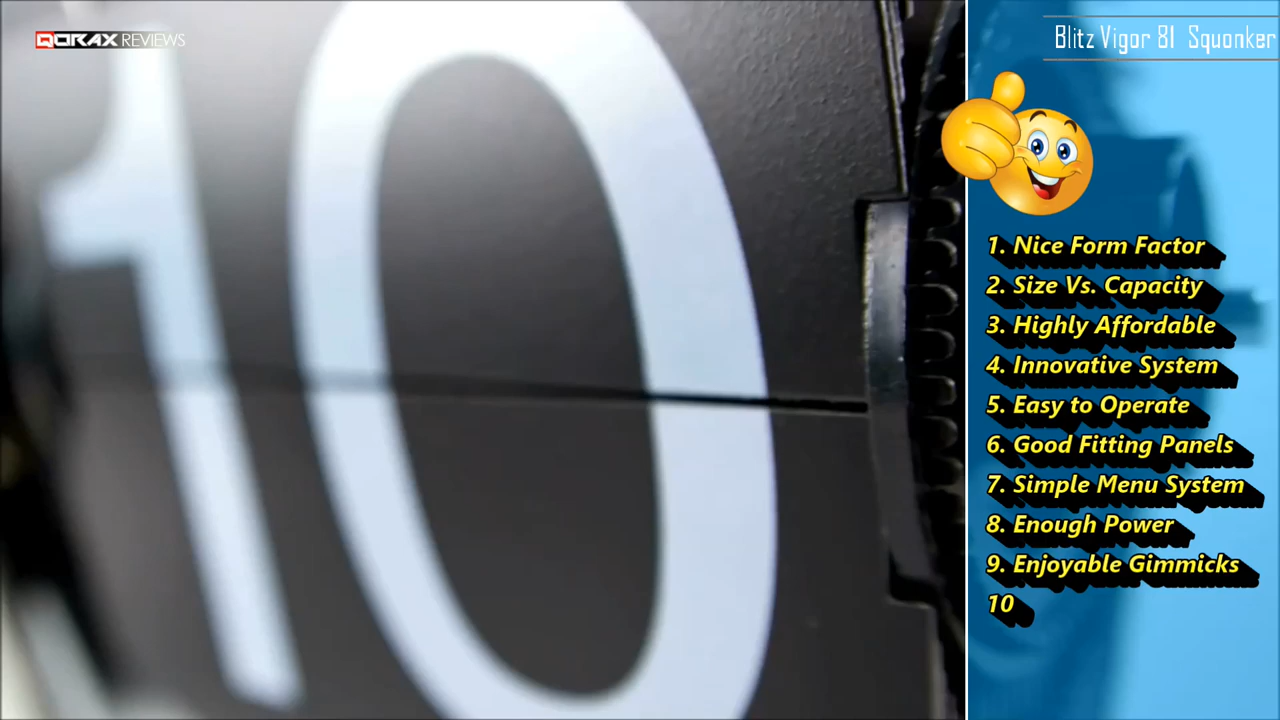 QORAX REVIEWS
Blitz Vigor 81 Squonker
10
1. Nice Form Factor
2. Size Vs. Capacity
3. Highly Affordable
4. Innovative System
5. Easy to Operate
6. Good Fitting Panels
7. Simple Menu System
8. Enough Power
9. Enjoyable Gimmicks
10